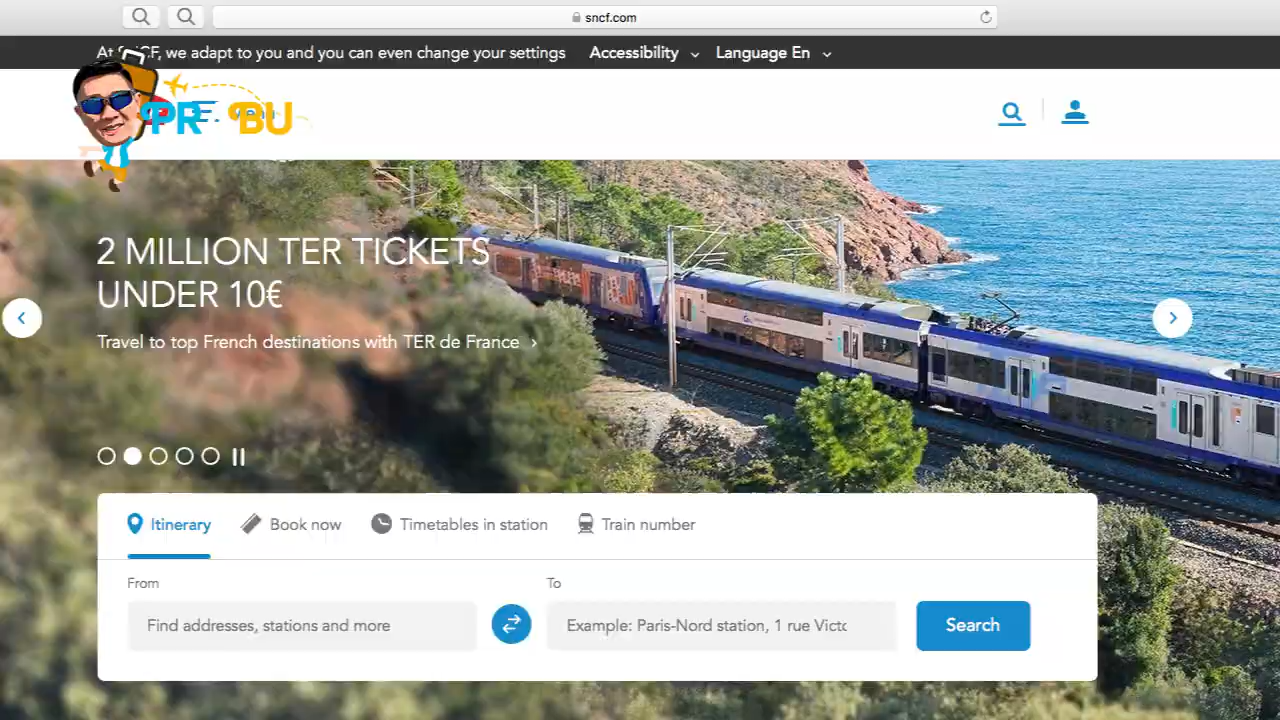 sncf.com
At SNCF, we adapt to you and you can even change your settings
Accessibility
Language En
PR BU
2 MILLION TER TICKETS
UNDER 10€
Travel to top French destinations with TER de France
Itinerary
Book now
Timetables in station
Train number
From
To
Find addresses, stations and more
Example: Paris-Nord station, 1 rue Victo
Search